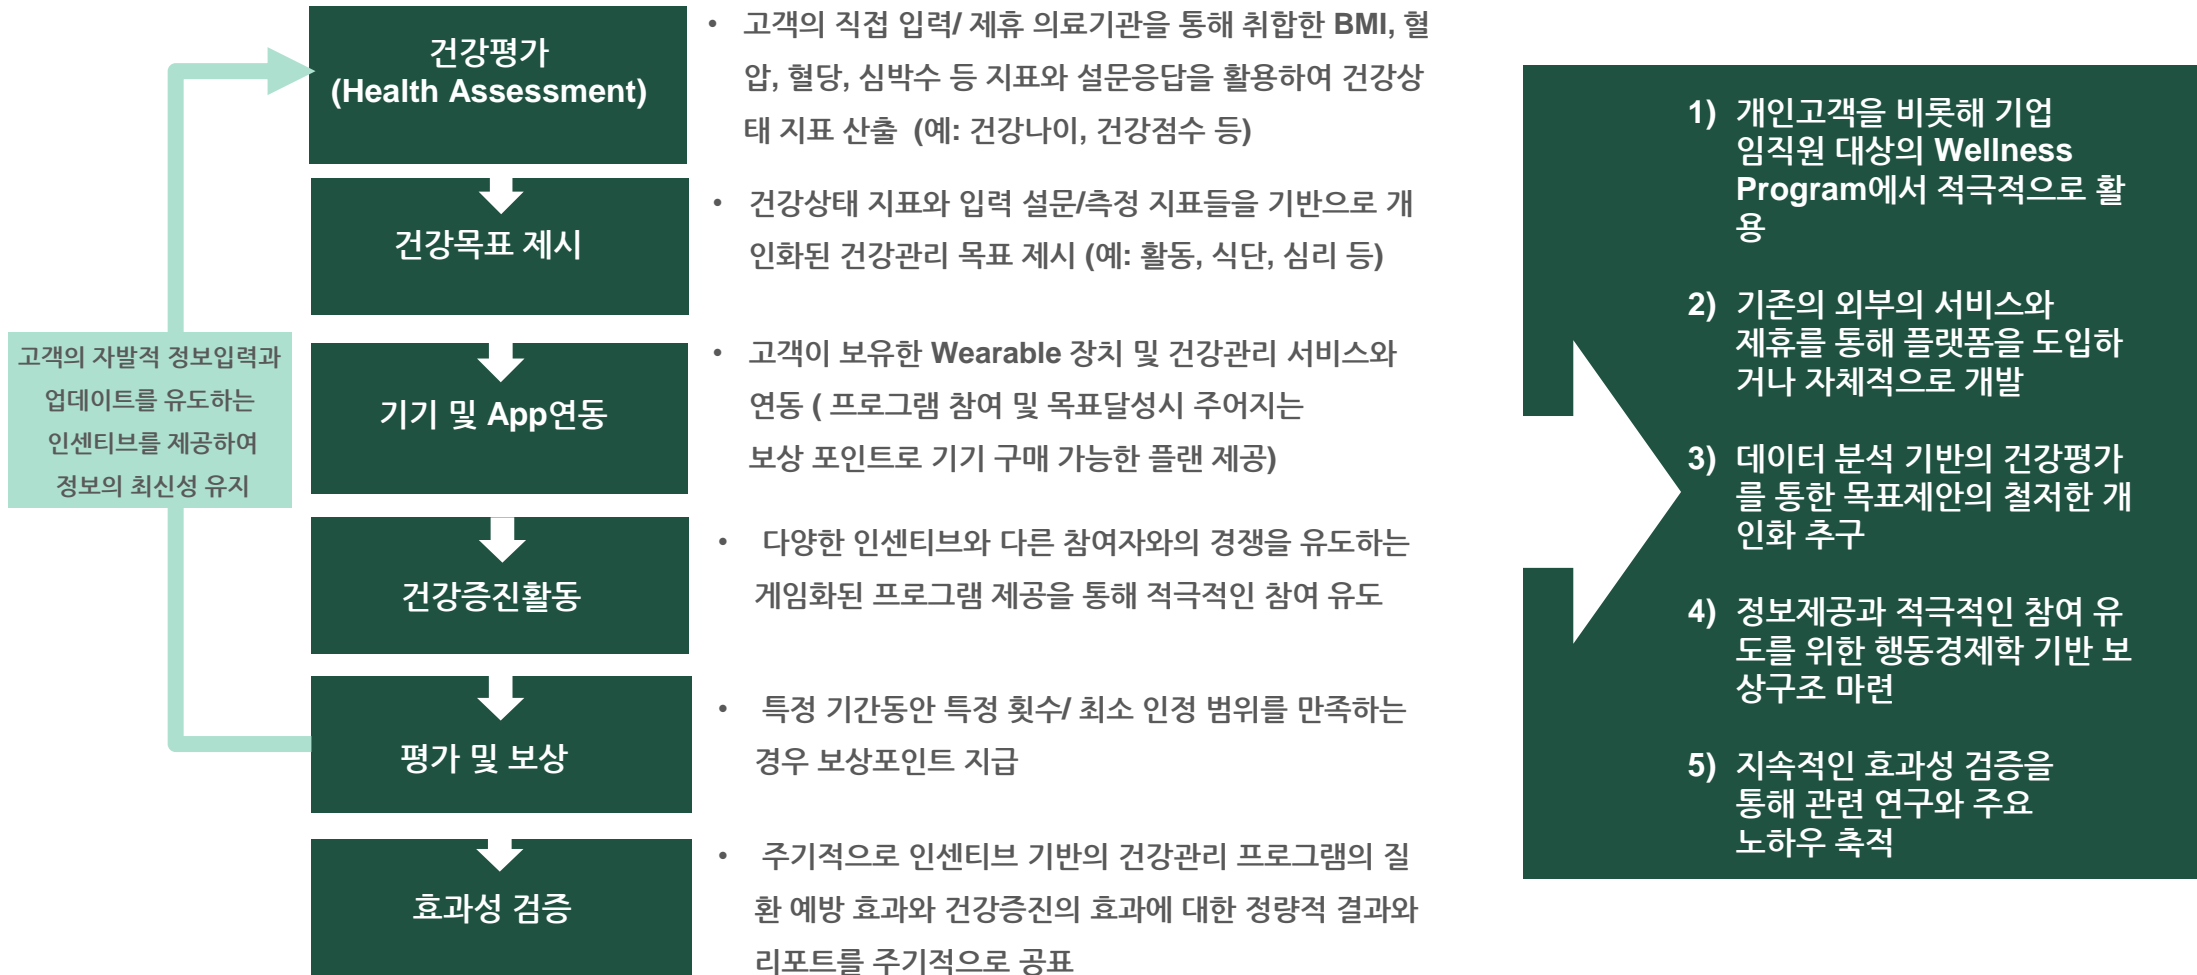 건강평가
(Health Assessment)
• 고객의 직접 입력/ 제휴 의료기관을 통해 취합한 BMI, 혈
압, 혈당, 심박수 등 지표와 설문응답을 활용하여 건강상
태 지표 산출 (예: 건강나이, 건강점수 등)
건강목표 제시
• 건강상태 지표와 입력 설문/측정 지표들을 기반으로 개
인화된 건강관리 목표 제시 (예: 활동, 식단, 심리 등)
기기 및 App연동
• 고객이 보유한 Wearable 장치 및 건강관리 서비스와
연동 ( 프로그램 참여 및 목표달성시 주어지는
보상 포인트로 기기 구매 가능한 플랜 제공)
건강증진활동
• 다양한 인센티브와 다른 참여자와의 경쟁을 유도하는
게임화된 프로그램 제공을 통해 적극적인 참여 유도
평가 및 보상
• 특정 기간동안 특정 횟수/ 최소 인정 범위를 만족하는
경우 보상포인트 지급
효과성 검증
• 주기적으로 인센티브 기반의 건강관리 프로그램의 질
환 예방 효과와 건강증진의 효과에 대한 정량적 결과와
리포트를 주기적으로 공표
고객의 자발적 정보입력과
업데이트를 유도하는
인센티브를 제공하여
정보의 최신성 유지
1) 개인고객을 비롯해 기업
임직원 대상의 Wellness
Program에서 적극적으로 활
용
2) 기존의 외부의 서비스와
제휴를 통해 플랫폼을 도입하
거나 자체적으로 개발
3) 데이터 분석 기반의 건강평가
를 통한 목표제안의 철저한 개
인화 추구
4) 정보제공과 적극적인 참여 유
도를 위한 행동경제학 기반 보
상구조 마련
5) 지속적인 효과성 검증을
통해 관련 연구와 주요
노하우 축적